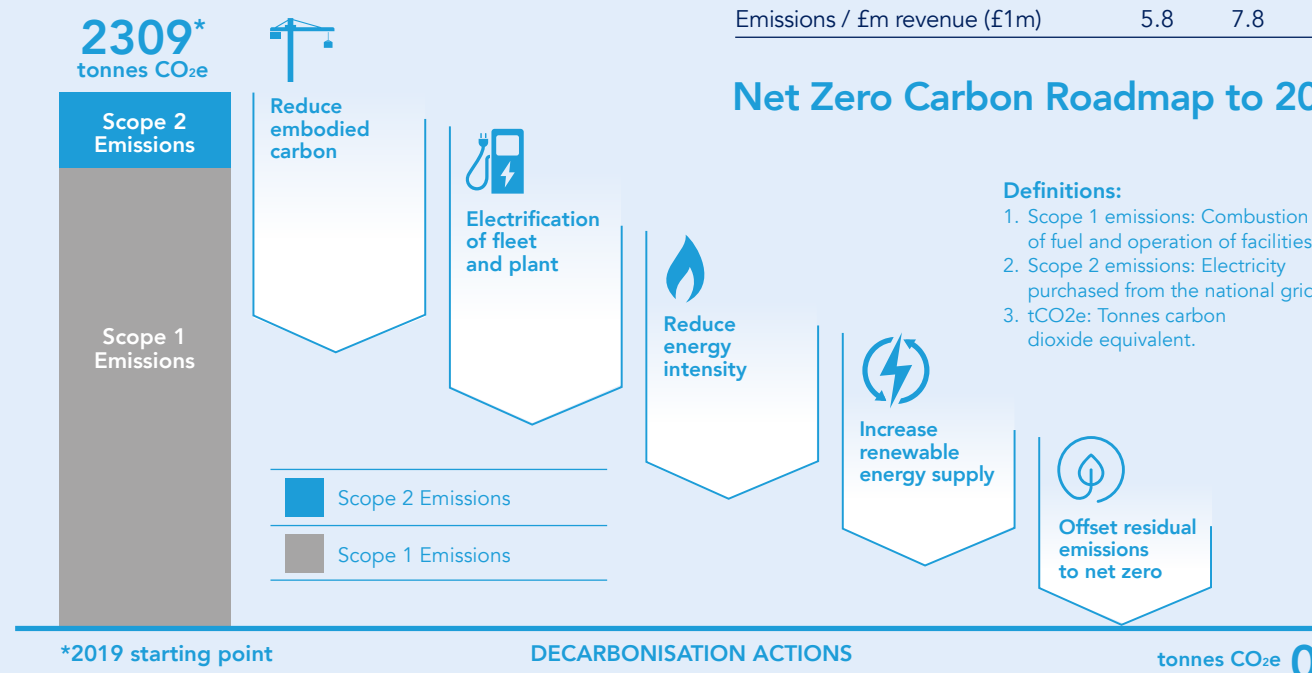 Emissions / £m revenue (£1m) 5.8 7.8
2309*
tonnes CO₂e
Net Zero Carbon Roadmap to 20
Scope 2
Emissions
Scope 1
Emissions
Reduce
embodied
carbon
Electrification
of fleet
and plant
Reduce
energy
intensity
Increase
renewable
energy supply
Offset residual
emissions
to net zero
Definitions:
1. Scope 1 emissions: Combustion
of fuel and operation of facilities
2. Scope 2 emissions: Electricity
purchased from the national grid
3. tCO2e: Tonnes carbon
dioxide equivalent.
Scope 2 Emissions
Scope 1 Emissions
*2019 starting point
DECARBONISATION ACTIONS
tonnes CO₂e 0